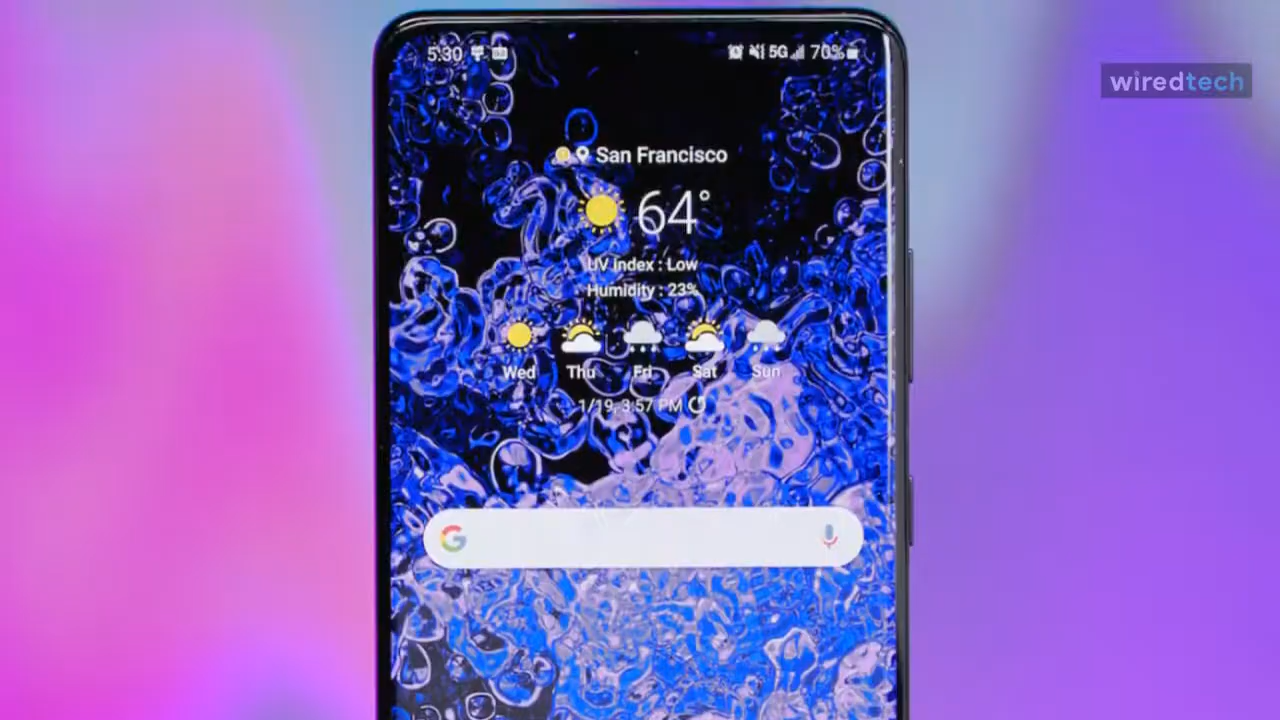 5:30
5G 70%
wiredtech
San Francisco
64°
UV index : Low
Humidity : 23%
Wed Thu Fri Sat Sun
1/19, 3:57 PM
G